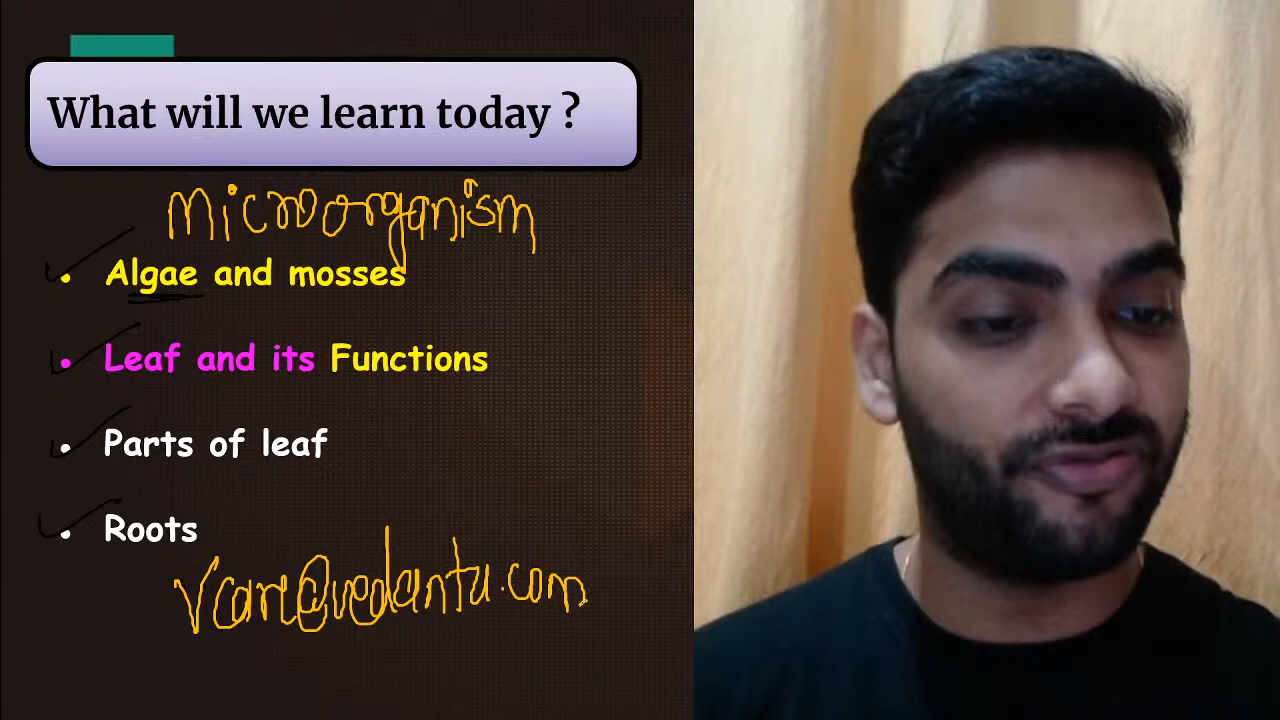 What will we learn today ?
microorganism
• Algae and mosses
• Leaf and its Functions
• Parts of leaf
• Roots
Vcare@vedantu.com